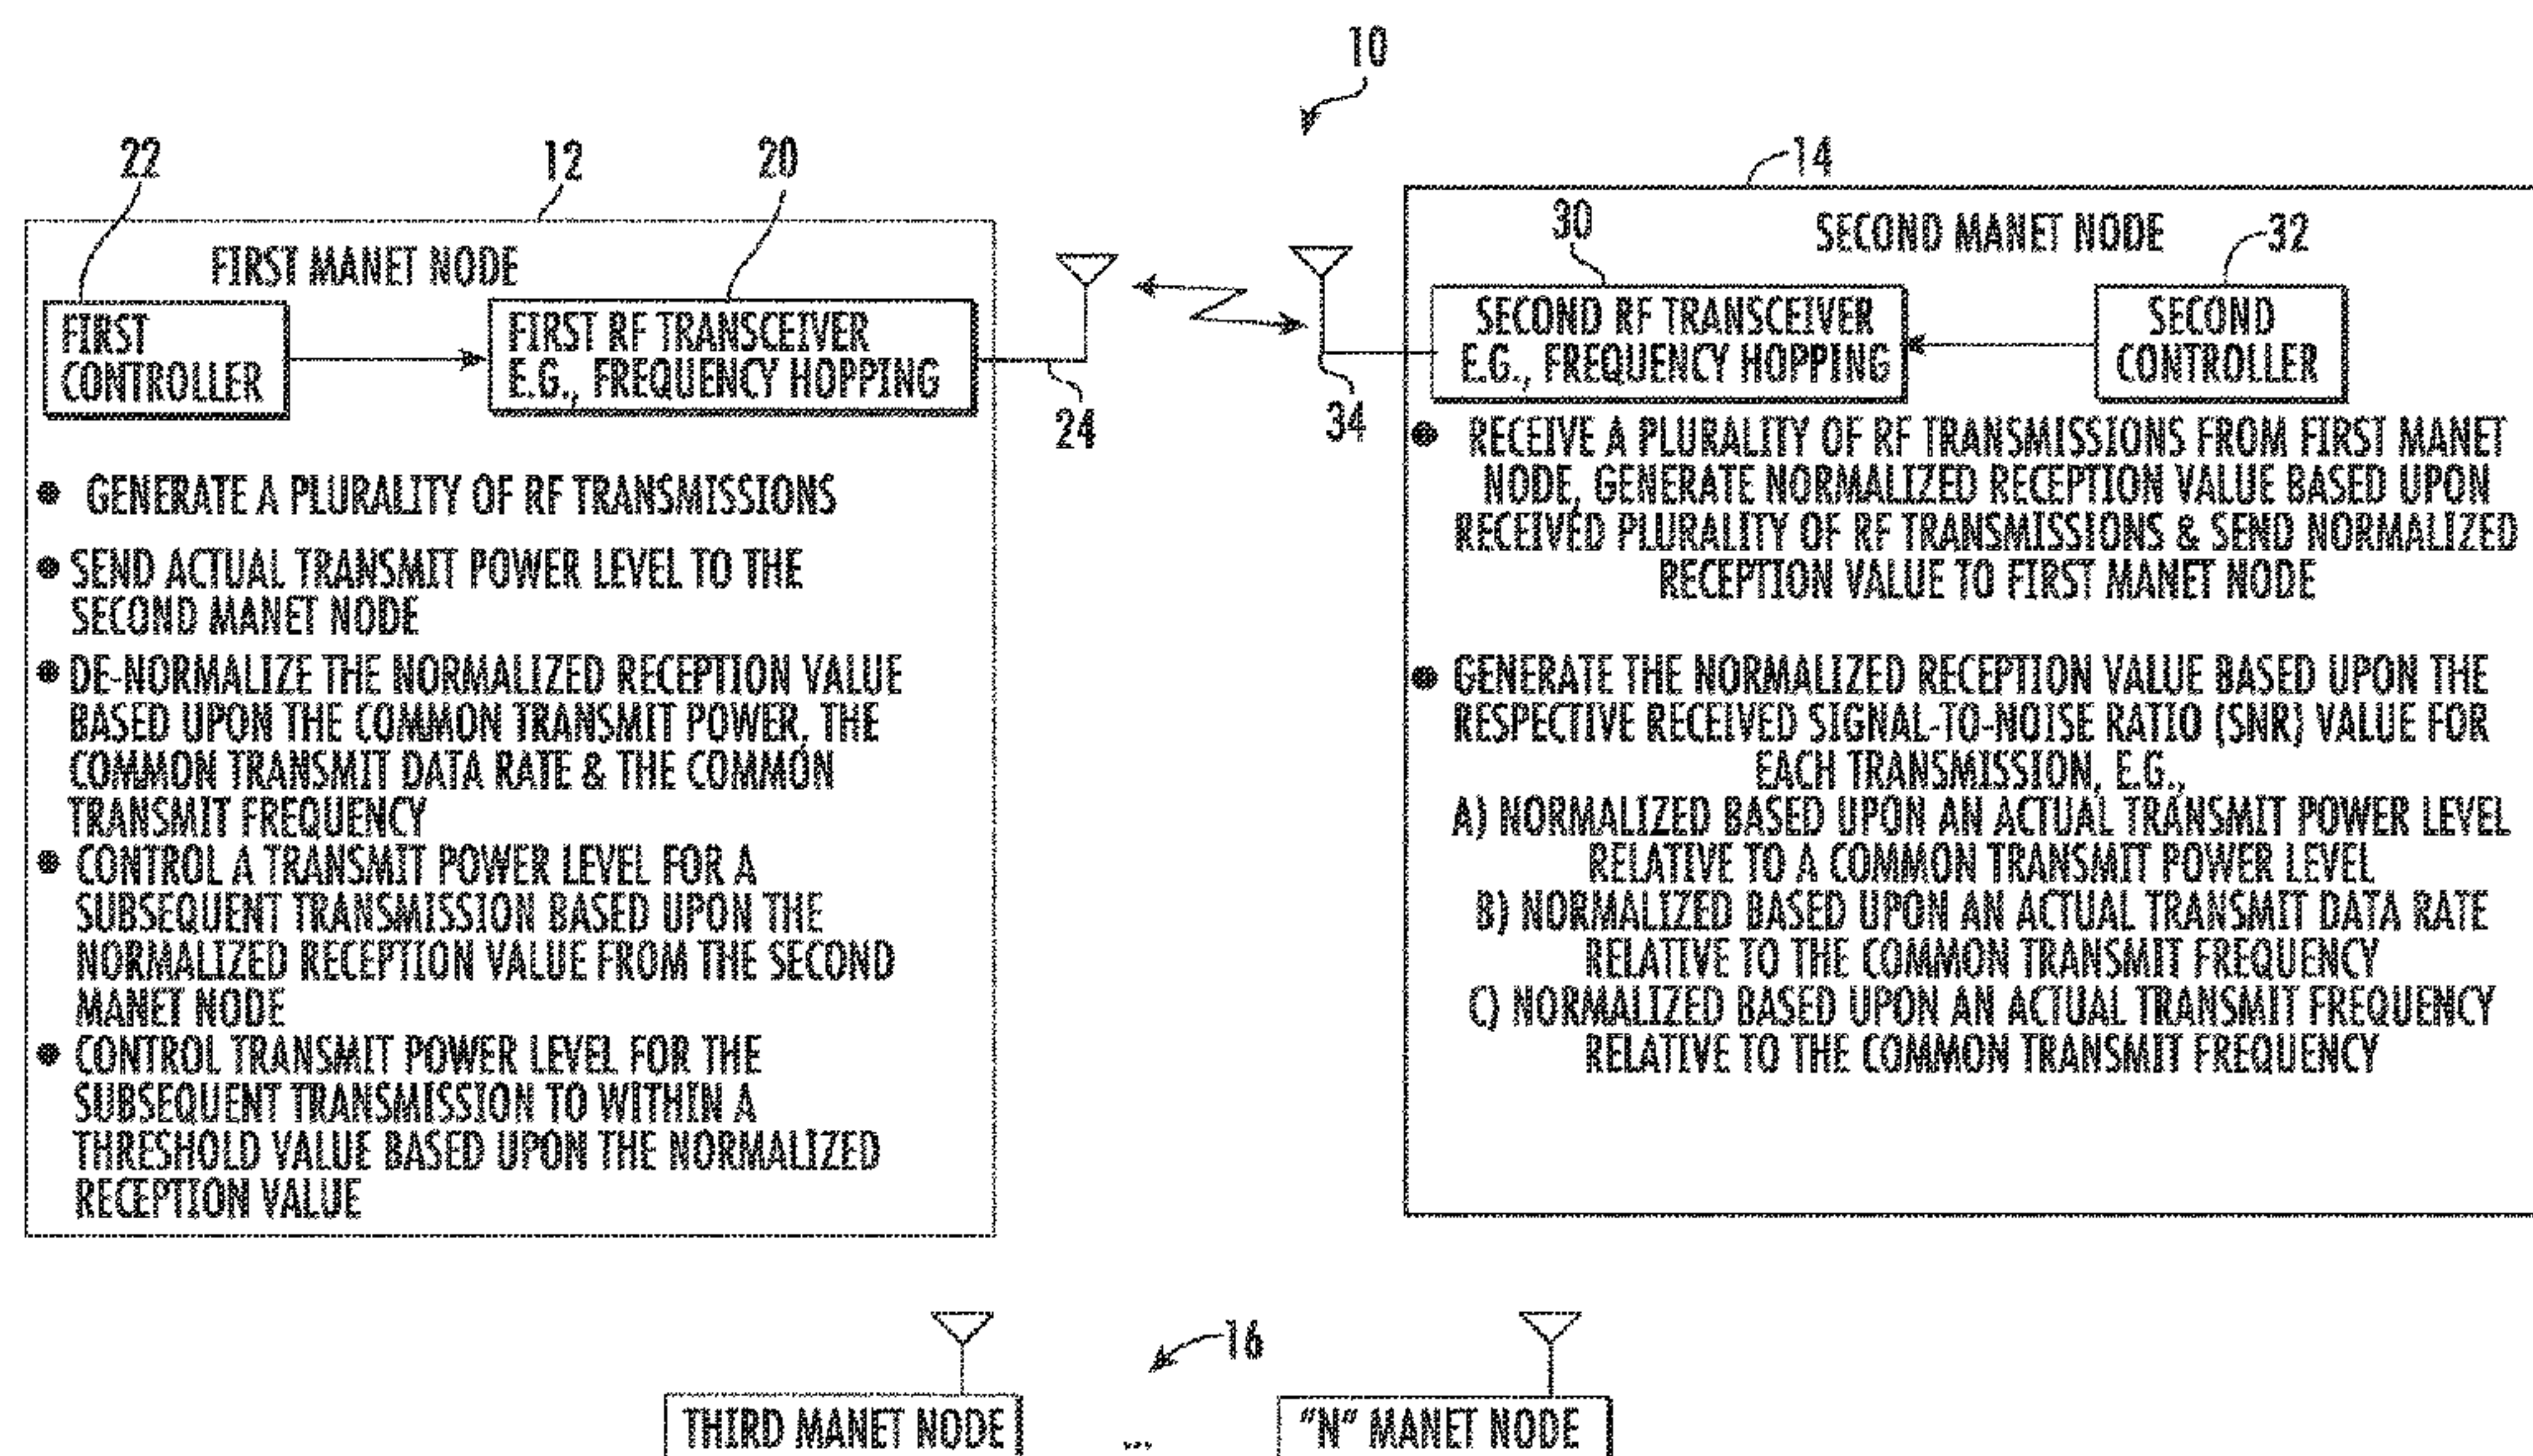 10
22
12
20
FIRST MANET NODE
FIRST
CONTROLLER
FIRST RF TRANSCEIVER
E.G., FREQUENCY HOPPING
24
● GENERATE A PLURALITY OF RF TRANSMISSIONS
● SEND ACTUAL TRANSMIT POWER LEVEL TO THE
SECOND MANET NODE
● DE-NORMALIZE THE NORMALIZED RECEPTION VALUE
BASED UPON THE COMMON TRANSMIT POWER, THE
COMMON TRANSMIT DATA RATE & THE COMMON
TRANSMIT FREQUENCY
● CONTROL A TRANSMIT POWER LEVEL FOR A
SUBSEQUENT TRANSMISSION BASED UPON THE
NORMALIZED RECEPTION VALUE FROM THE SECOND
MANET NODE
● CONTROL TRANSMIT POWER LEVEL FOR THE
SUBSEQUENT TRANSMISSION TO WITHIN A
THRESHOLD VALUE BASED UPON THE NORMALIZED
RECEPTION VALUE
14
30
SECOND MANET NODE
32
SECOND RF TRANSCEIVER
E.G., FREQUENCY HOPPING
SECOND
CONTROLLER
34
● RECEIVE A PLURALITY OF RF TRANSMISSIONS FROM FIRST MANET
NODE, GENERATE NORMALIZED RECEPTION VALUE BASED UPON
RECEIVED PLURALITY OF RF TRANSMISSIONS & SEND NORMALIZED
RECEPTION VALUE TO FIRST MANET NODE
● GENERATE THE NORMALIZED RECEPTION VALUE BASED UPON THE
RESPECTIVE RECEIVED SIGNAL-TO-NOISE RATIO (SNR) VALUE FOR
EACH TRANSMISSION, E.G.,
A) NORMALIZED BASED UPON AN ACTUAL TRANSMIT POWER LEVEL
RELATIVE TO A COMMON TRANSMIT POWER LEVEL
B) NORMALIZED BASED UPON AN ACTUAL TRANSMIT DATA RATE
RELATIVE TO THE COMMON TRANSMIT FREQUENCY
C) NORMALIZED BASED UPON AN ACTUAL TRANSMIT FREQUENCY
RELATIVE TO THE COMMON TRANSMIT FREQUENCY
16
THIRD MANET NODE
...
"N" MANET NODE